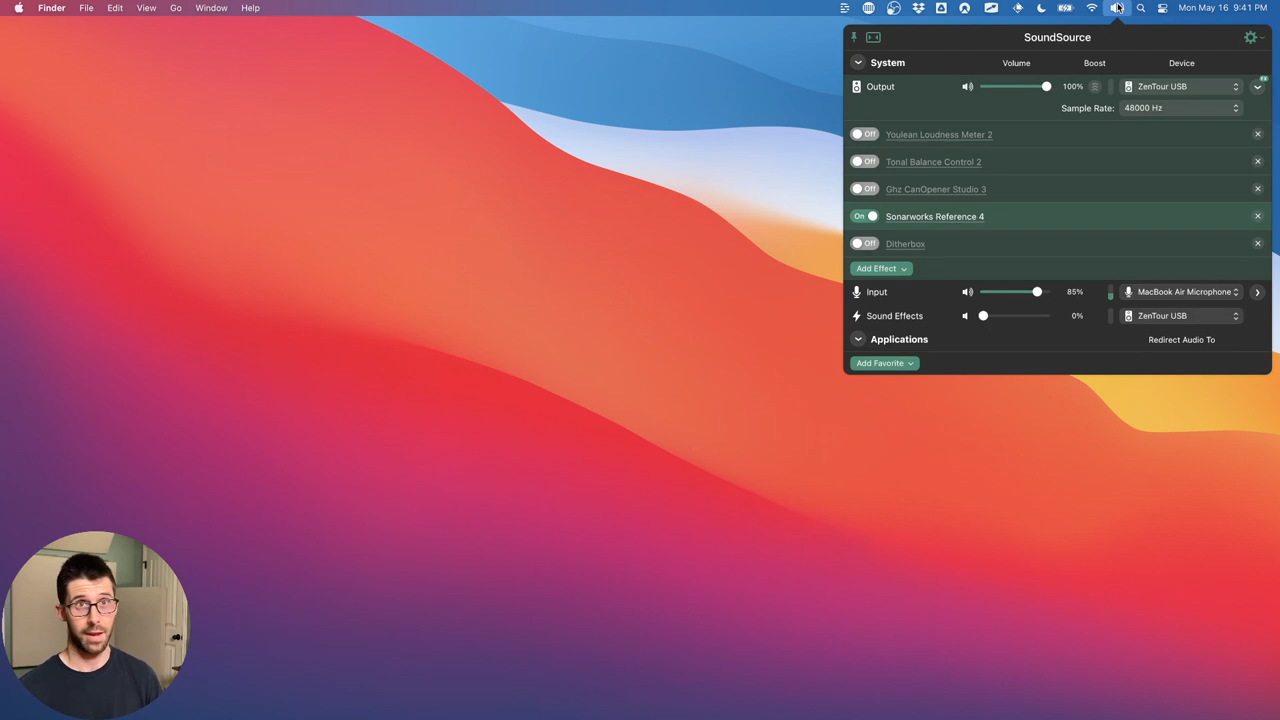 Finder File Edit View Go Window Help Mon May 16 9:41 PM
SoundSource
System Volume Boost Device
Output 100% ZenTour USB
Sample Rate: 48000 Hz
Off Youlean Loudness Meter 2
Off Tonal Balance Control 2
Off Ghz CanOpener Studio 3
On Sonarworks Reference 4
Off Ditherbox
Add Effect
Input 85% MacBook Air Microphone
Sound Effects 0% ZenTour USB
Applications Redirect Audio To
Add Favorite